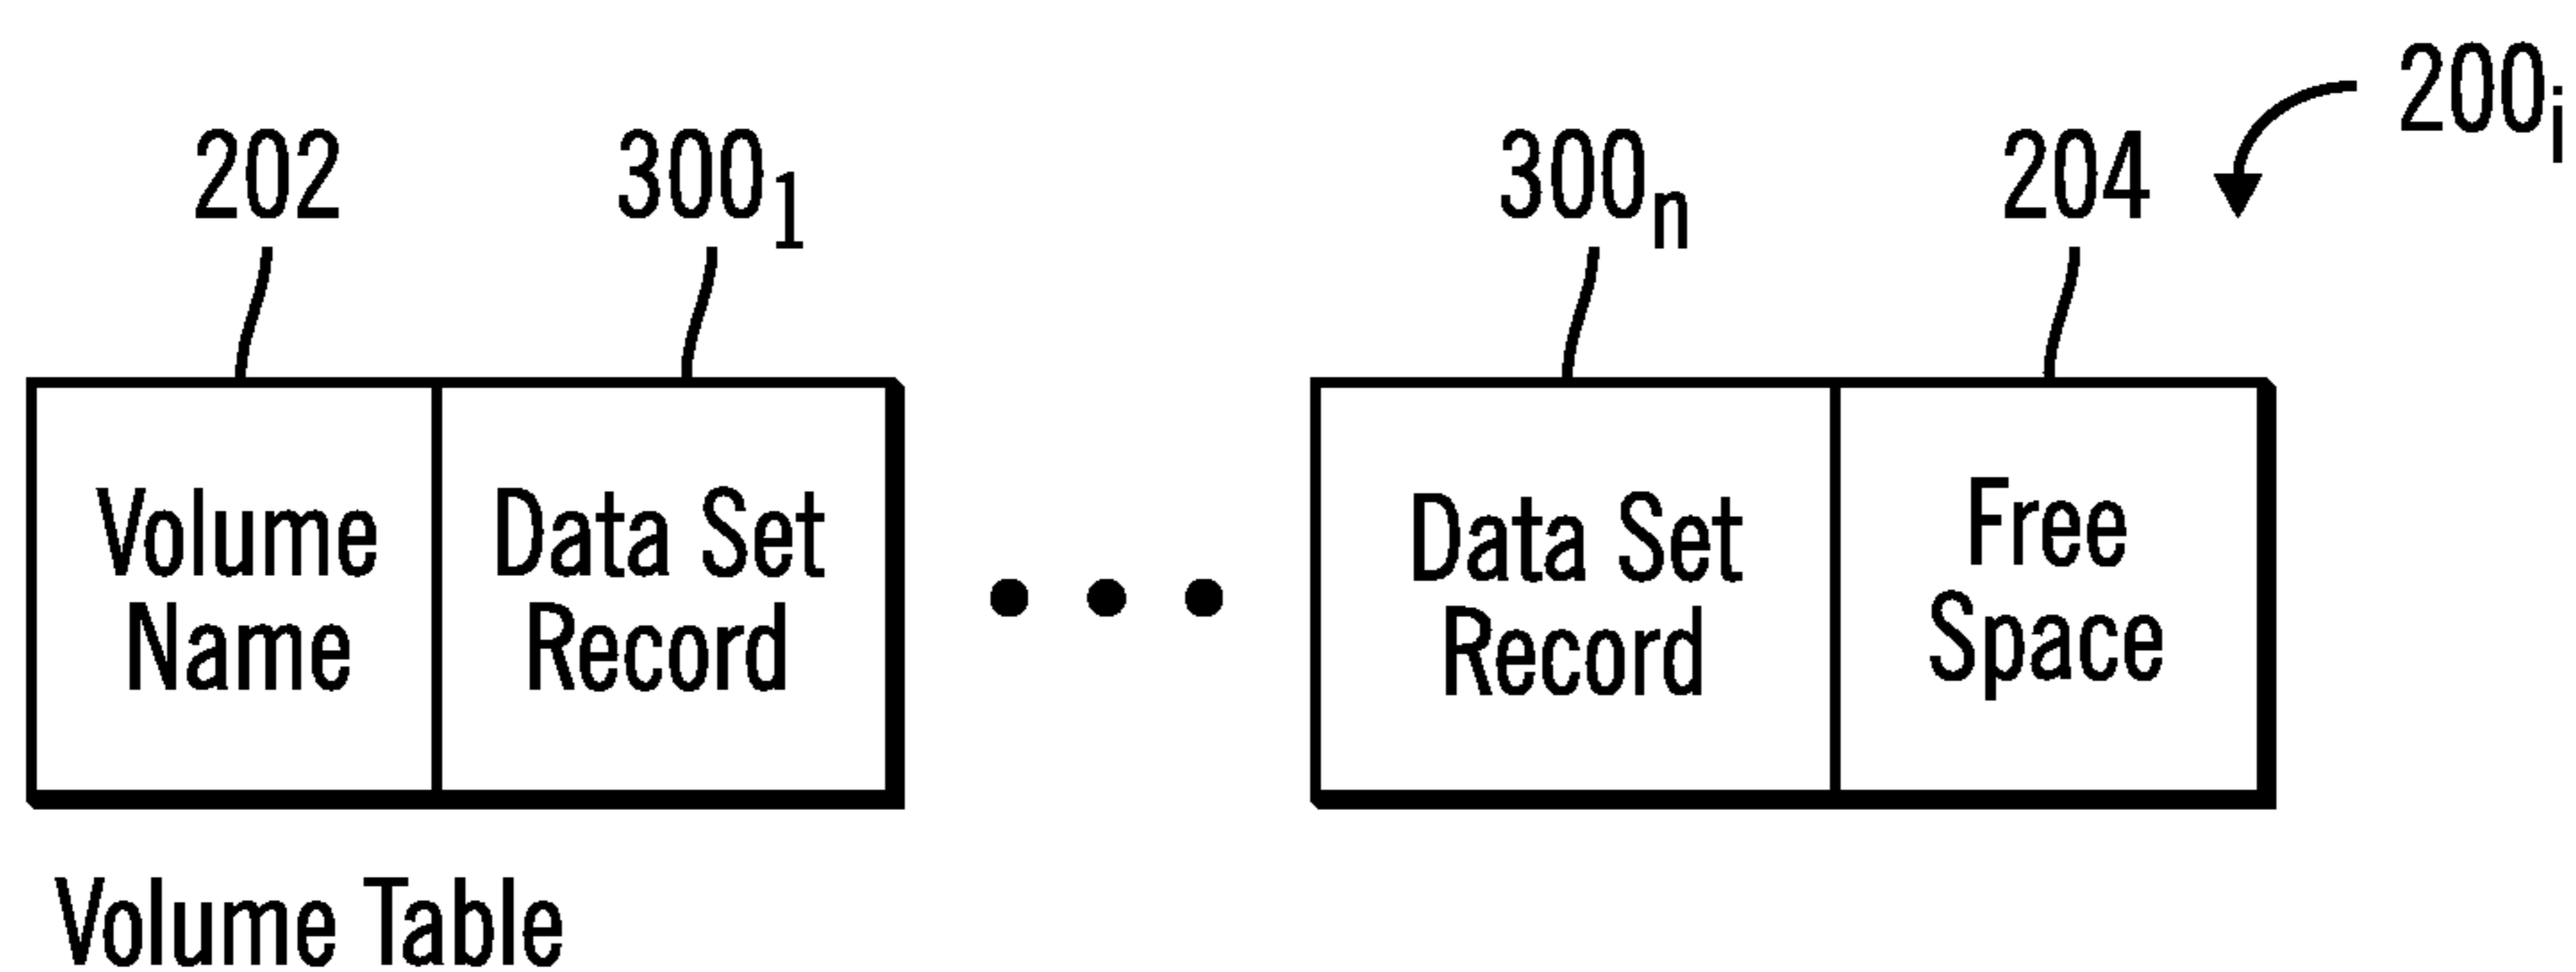 200i
202 3001 300n 204
Volume Name
Data Set Record
Data Set Record
Free Space
Volume Table